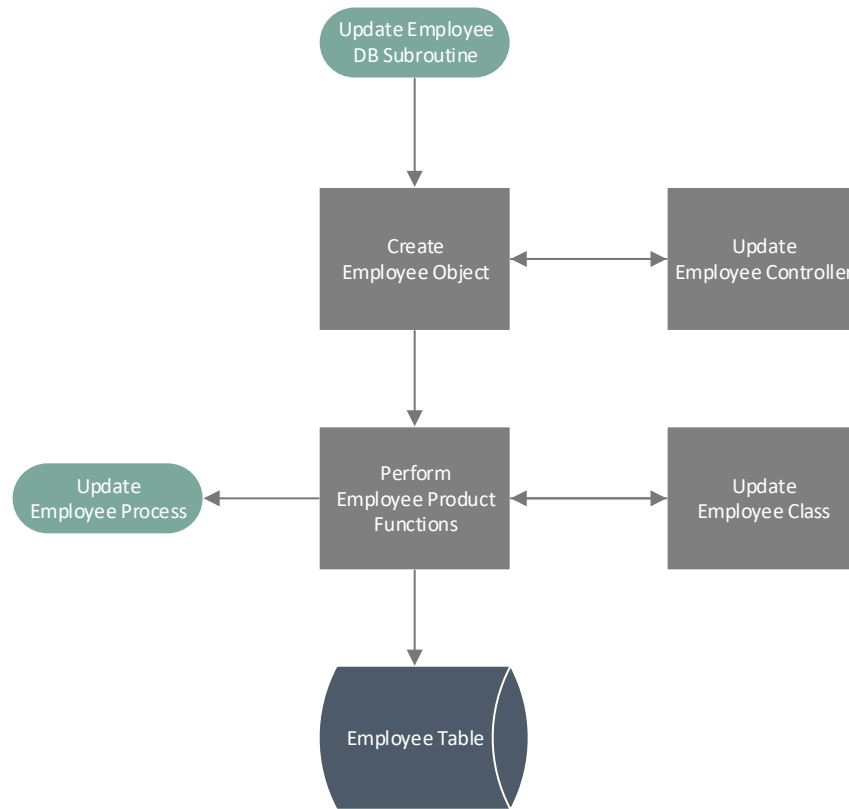 Update Employee
DB Subroutine
Create
Employee Object
Update
Employee Controller
Update
Employee Process
Perform
Employee Product
Functions
Update
Employee Class
Employee Table